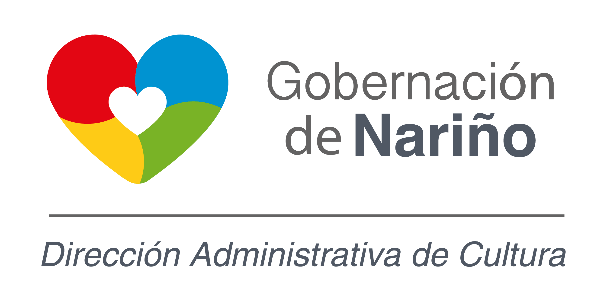 Gobernación
de Nariño
Dirección Administrativa de Cultura